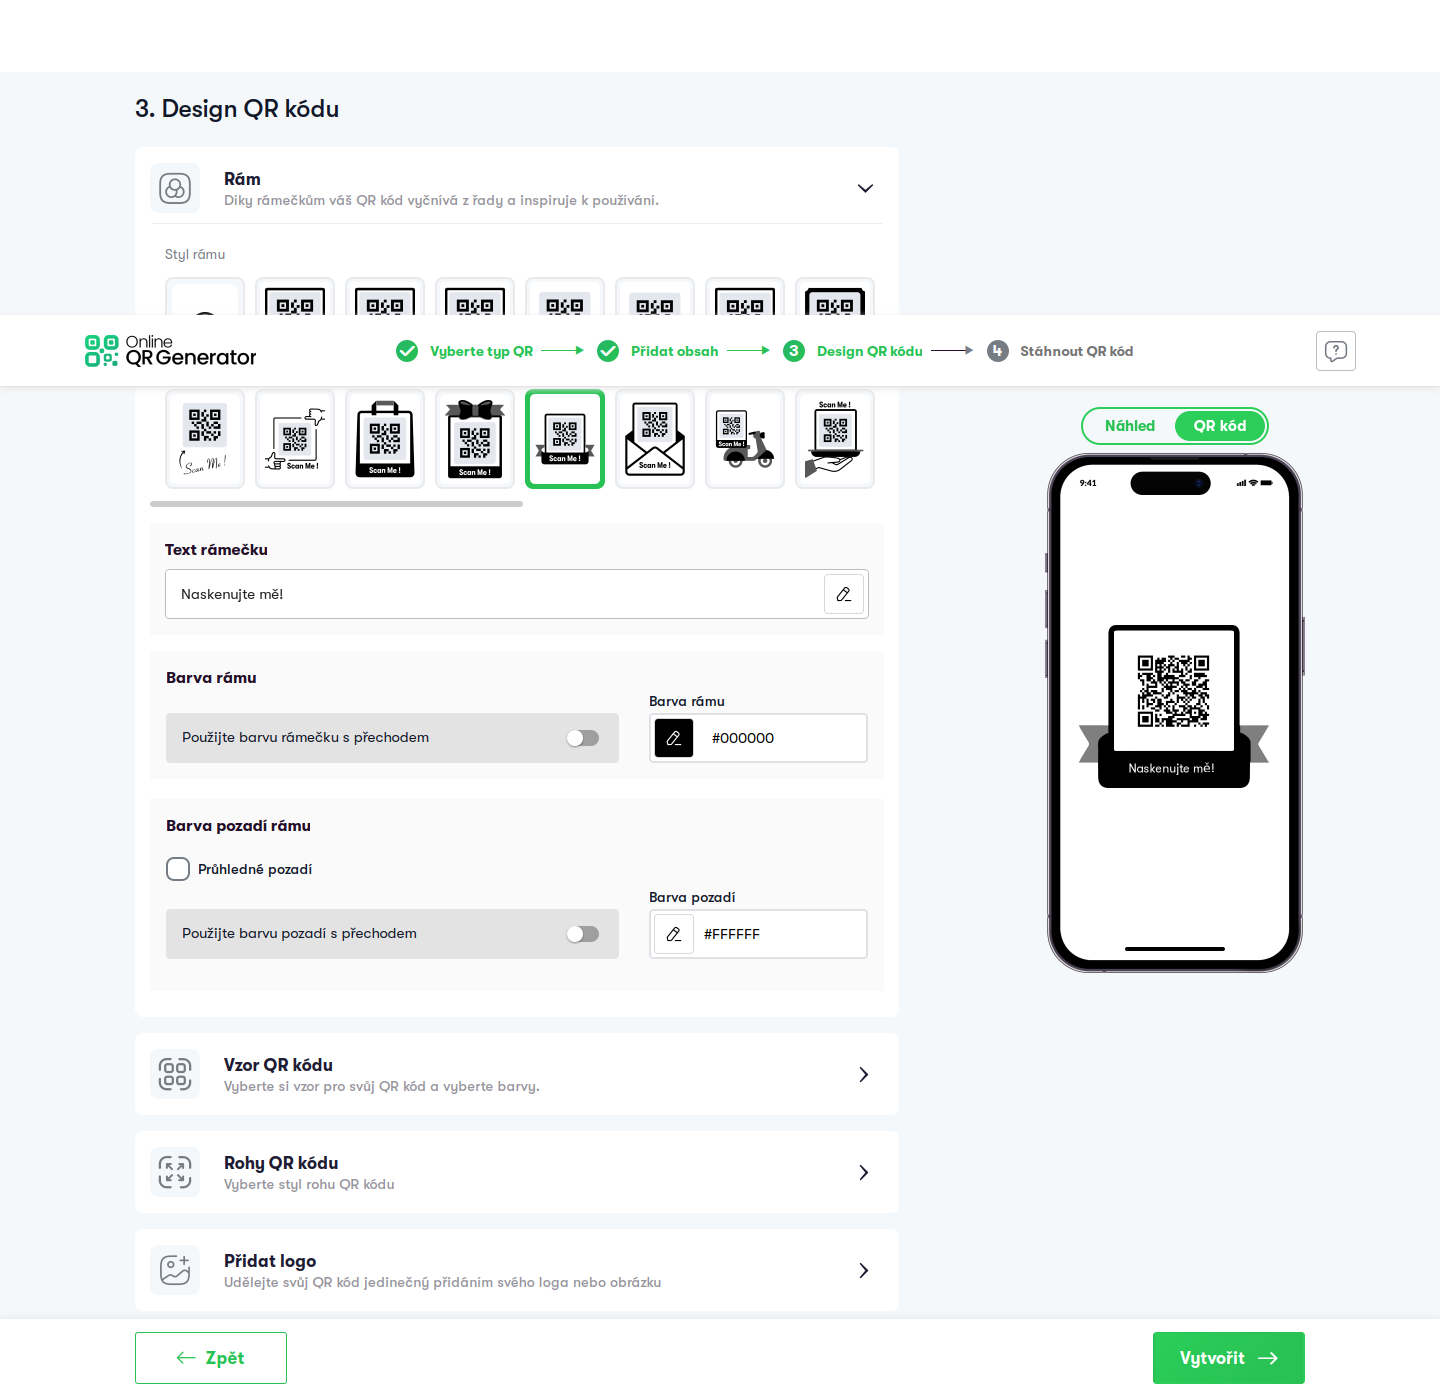 3. Design QR kódu
Rám
Díky rámečkům váš QR kód vyčnívá z řady a inspiruje k používání.
Styl rámu
Online
QR Generator
Vyberte typ QR
Přidat obsah
3
Design QR kódu
4
Stáhnout QR kód
?
Scan Me !
Scan Me !
Scan Me !
Scan Me !
Scan Me !
Scan Me !
Scan Me !
Scan Me !
Náhled
QR kód
9:41
Text rámečku
Naskenujte mě!
Barva rámu
Barva rámu
Použijte barvu rámečku s přechodem
#000000
Naskenujte mě!
Barva pozadí rámu
Průhledné pozadí
Barva pozadí
Použijte barvu pozadí s přechodem
#FFFFFF
Vzor QR kódu
Vyberte si vzor pro svůj QR kód a vyberte barvy.
Rohy QR kódu
Vyberte styl rohu QR kódu
Přidat logo
Udělejte svůj QR kód jedinečný přidáním svého loga nebo obrázku
Zpět
Vytvořit